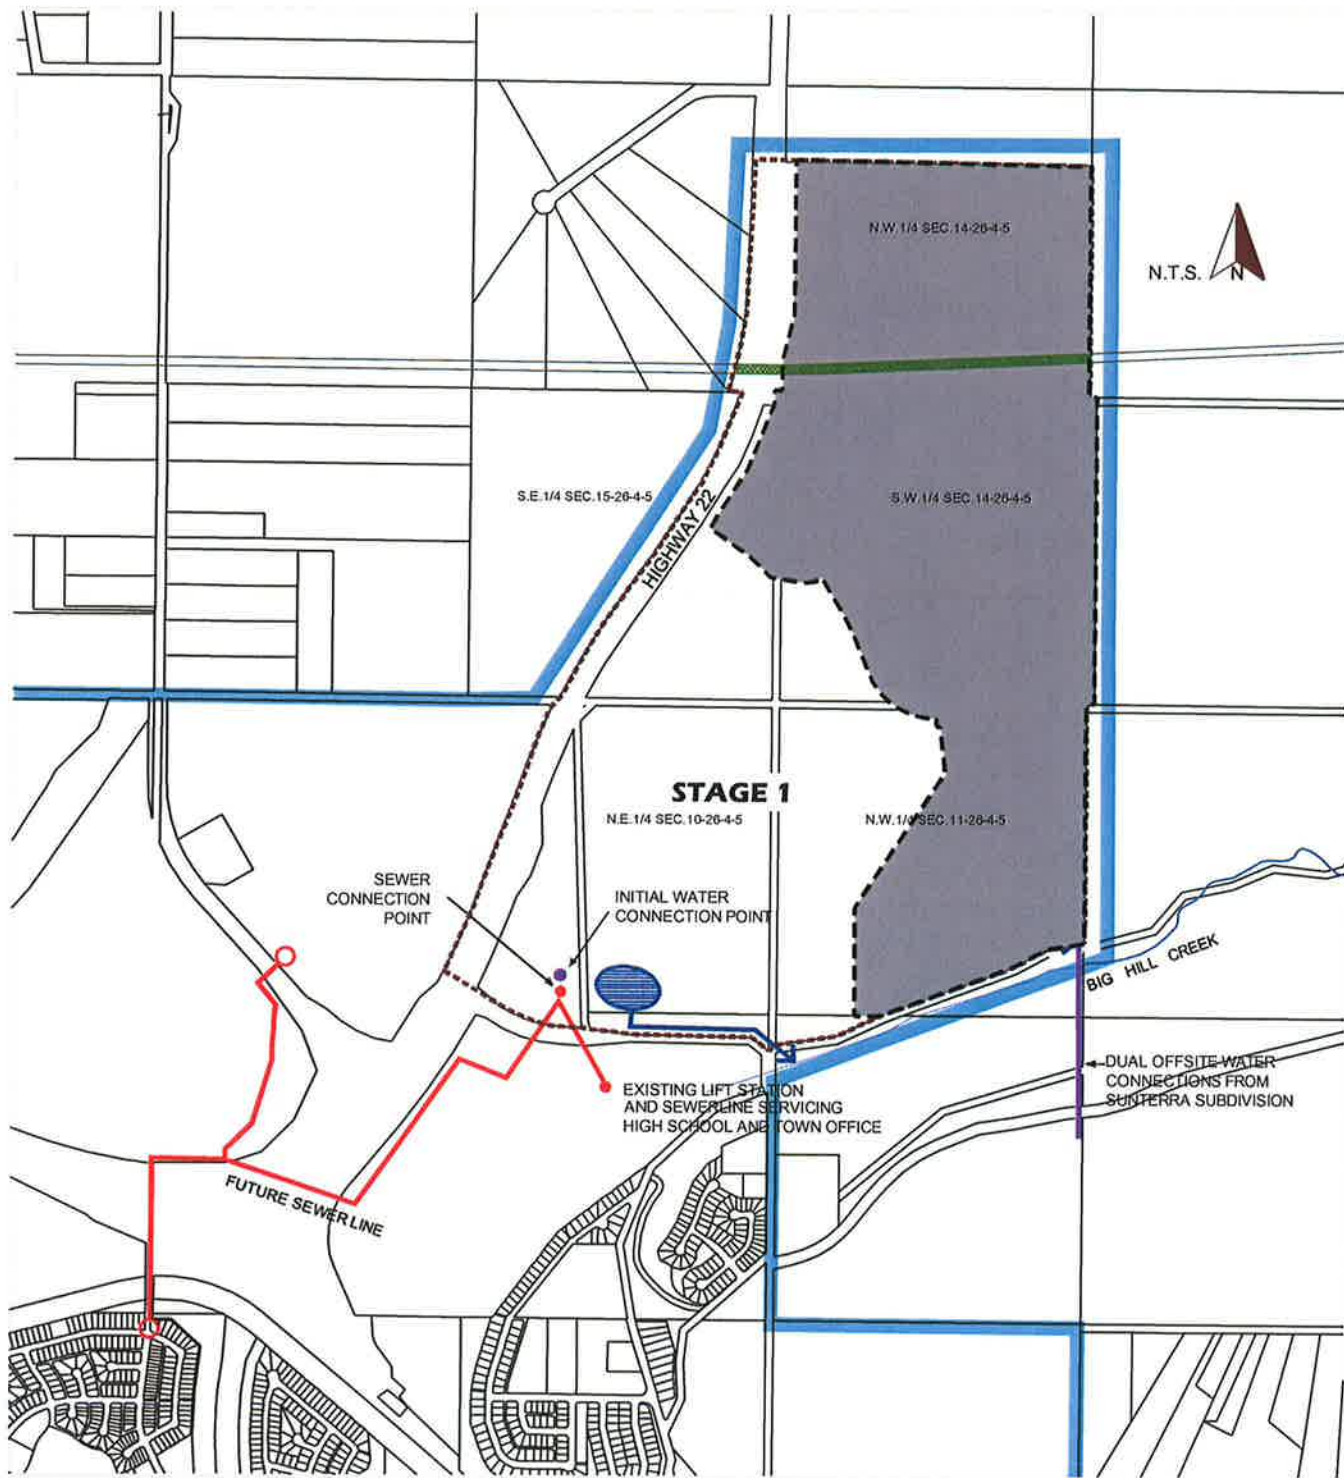 N.W.1/4 SEC.14-26-4-5
N.T.S.
N
S.E.1/4 SEC.15-26-4-5
S.W.1/4 SEC.14-26-4-5
HIGHWAY 22
STAGE 1
N.E.1/4 SEC.10-26-4-5
N.W.1/4 SEC.11-26-4-5
SEWER
CONNECTION
POINT
INITIAL WATER
CONNECTION POINT
BIG HILL CREEK
DUAL OFFSITE WATER
CONNECTIONS FROM
SUNTERRA SUBDIVISION
EXISTING LIFT STATION
AND SEWERLINE SERVICING
HIGH SCHOOL AND TOWN OFFICE
FUTURE SEWER LINE